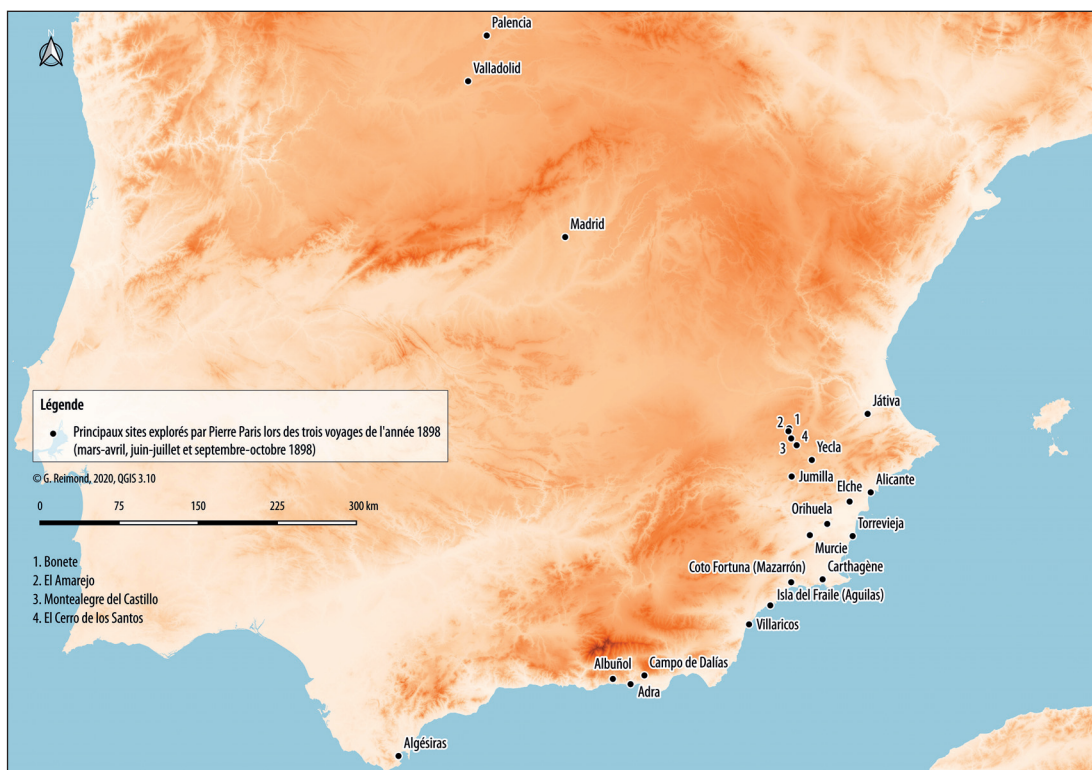 N
Palencia
Valladolid
Madrid
Játiva
1
2
4
3
Yecla
Jumilla
Elche
Alicante
Orihuela
Torrevieja
Murcie
Coto Fortuna (Mazarrón)
Carthagène
Isla del Fraile (Aguilas)
Villaricos
Albuñol
Campo de Dalías
Adra
Algésiras
Légende
Principaux sites explorés par Pierre Paris lors des trois voyages de l'année 1898
(mars-avril, juin-juillet et septembre-octobre 1898)
© G. Reimond, 2020, QGIS 3.10
0 75 150 225 300 km
1. Bonete
2. El Amarejo
3. Montealegre del Castillo
4. El Cerro de los Santos